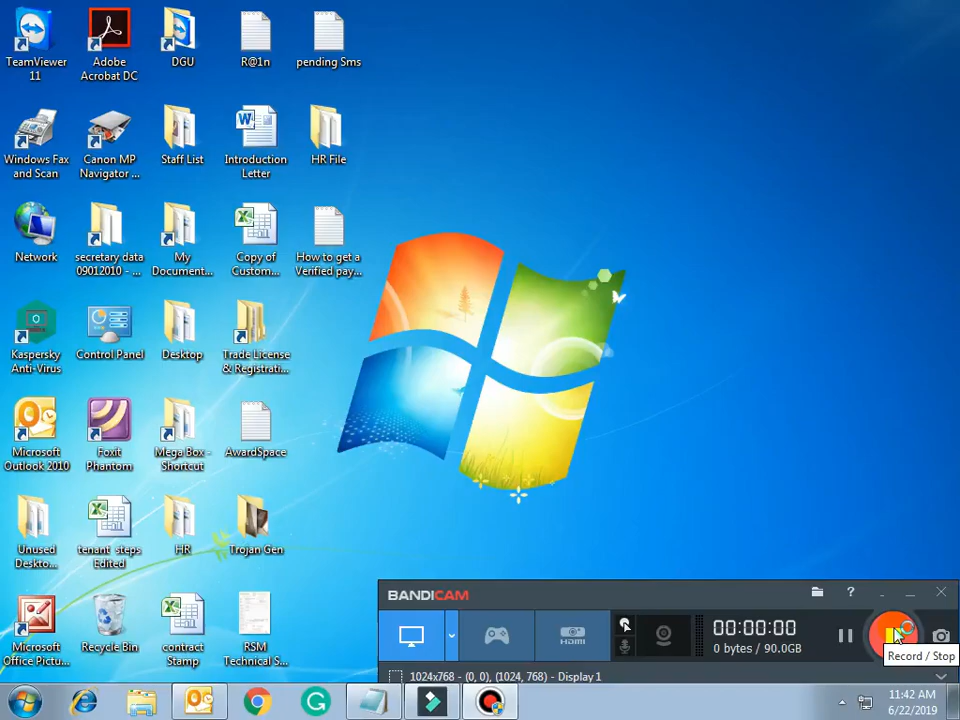 TeamViewer
11
Adobe
Acrobat DC
DGU
R@1n
pending Sms
Windows Fax
and Scan
Canon MP
Navigator ...
Staff List
Introduction
Letter
HR File
Network
secretary data
09012010 - ...
My
Document...
Copy of
Custom...
How to get a
Verified pay...
Kaspersky
Anti-Virus
Control Panel
Desktop
Trade License
& Registrati...
Microsoft
Outlook 2010
Foxit
Phantom
Mega Box -
Shortcut
AwardSpace
Unused
Deskto...
tenant steps
Edited
HR
Trojan Gen
Microsoft
Office Pictu...
Recycle Bin
contract
Stamp
RSM
Technical S...
BANDICAM
HDMI
00:00:00
0 bytes / 90.0GB
Record / Stop
1024x768 - (0, 0), (1024, 768) - Display 1
11:42 AM
6/22/2019